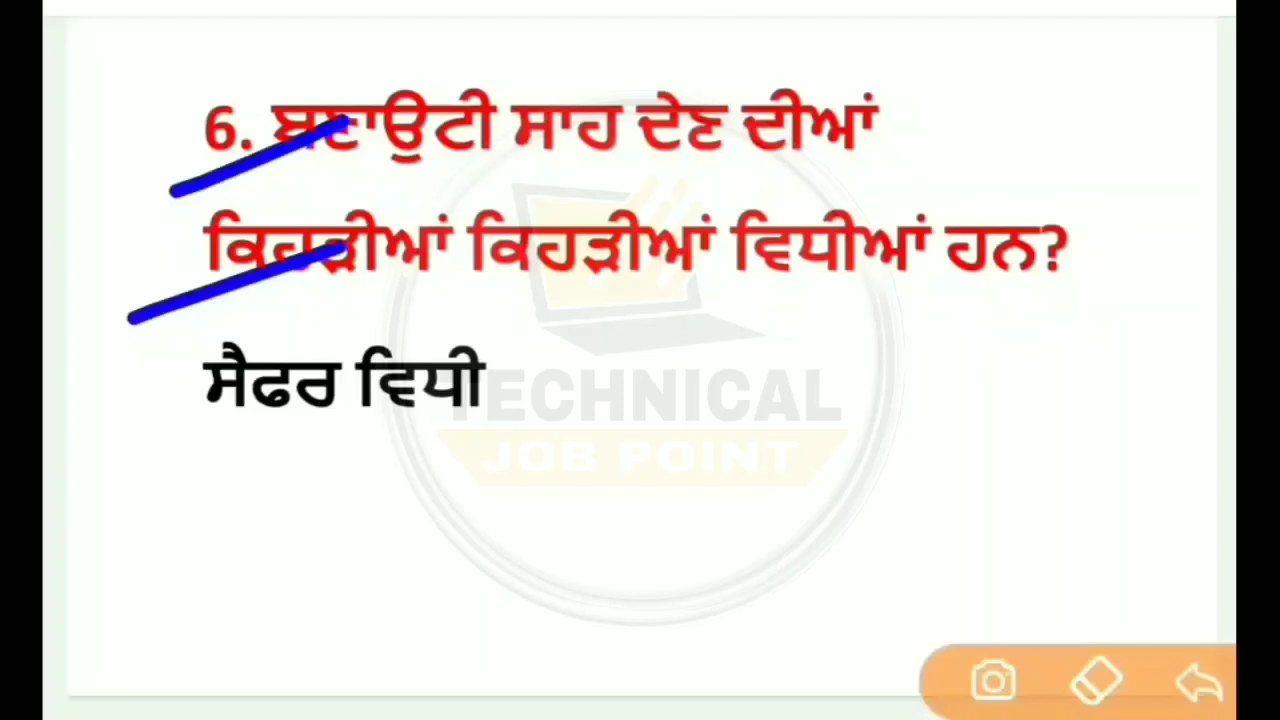 6. ਬਣਾਉਟੀ ਸਾਹ ਦੇਣ ਦੀਆਂ
ਕਿਹੜੀਆਂ ਕਿਹੜੀਆਂ ਵਿਧੀਆਂ ਹਨ?
ਸੈਫਰ ਵਿਧੀ
TECHNICAL
JOB POINT